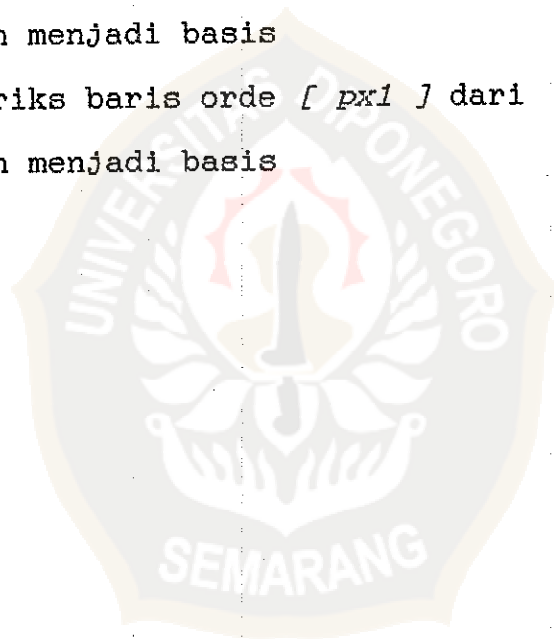 n menjadi basis
riks baris orde [ px1 ] dari
n menjadi basis
UNIVERSITAS DIPONEGORO
SEMARANG